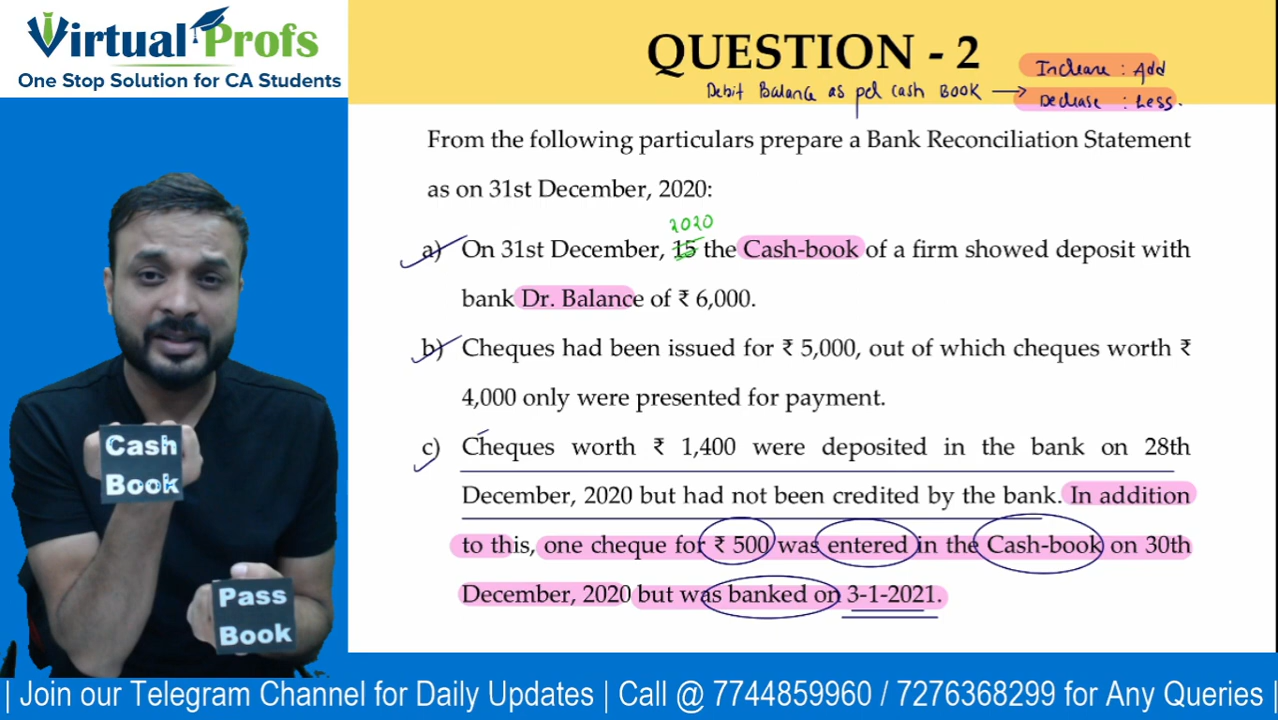 Virtual Profs
One Stop Solution for CA Students
QUESTION - 2
Debit Balance as per Cash Book → Increase : Add
Decrease : Less.
From the following particulars prepare a Bank Reconciliation Statement
as on 31st December, 2020:
2020
a) On 31st December, 15 the Cash-book of a firm showed deposit with
bank Dr. Balance of ₹ 6,000.
b) Cheques had been issued for ₹ 5,000, out of which cheques worth ₹
4,000 only were presented for payment.
c) Cheques worth ₹ 1,400 were deposited in the bank on 28th
December, 2020 but had not been credited by the bank. In addition
to this, one cheque for ₹ 500 was entered in the Cash-book on 30th
December, 2020 but was banked on 3-1-2021.
Cash
Book
Pass
Book
| Join our Telegram Channel for Daily Updates | Call @ 7744859960 / 7276368299 for Any Queries |